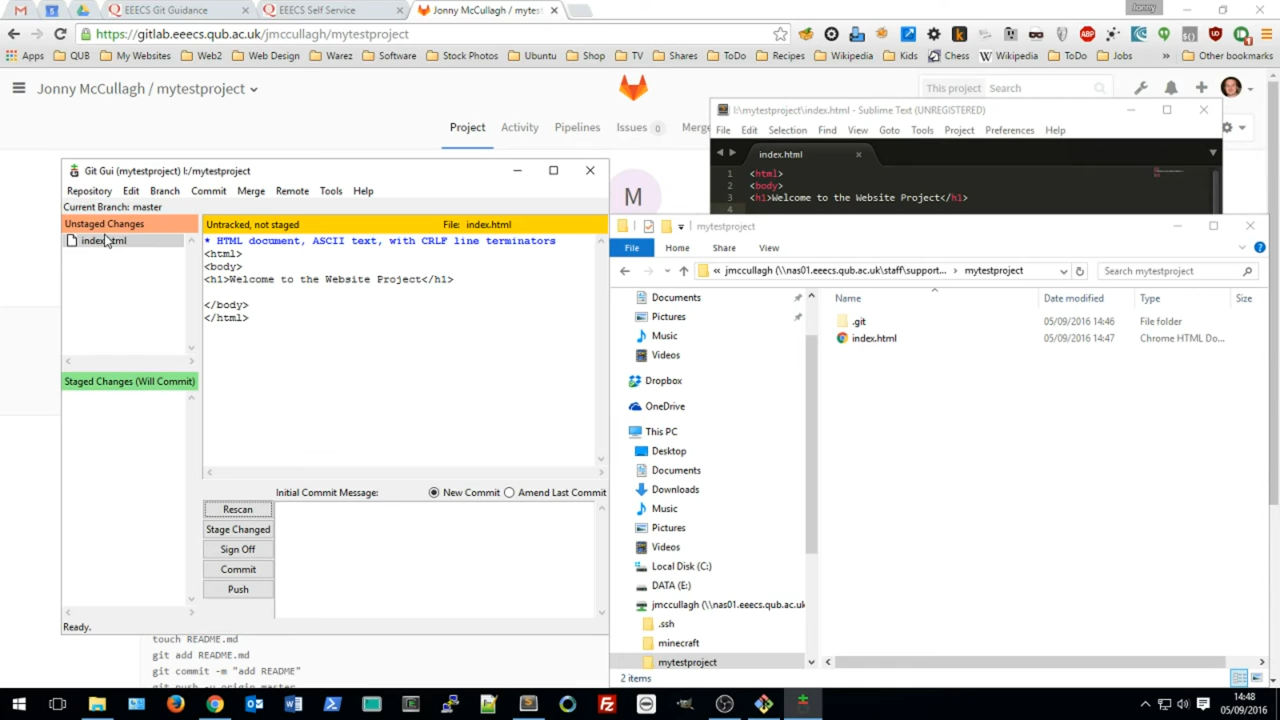 EEECS Git Guidance
EEECS Self Service
Jonny McCullagh / mytes
Jonny
https://gitlab.eeecs.qub.ac.uk/jmccullagh/mytestproject
Apps
QUB
My Websites
Web2
Web Design
Warez
Software
Stock Photos
Ubuntu
Shop
TV
Shares
ToDo
Recipes
Wikipedia
Kids
Chess
Wikipedia
ToDo
Jobs
»
Other bookmarks
Jonny McCullagh / mytestproject
This project
Search
Project
Activity
Pipelines
Issues 0
Merge
M
I:\mytestproject\index.html - Sublime Text (UNREGISTERED)
File Edit Selection Find View Goto Tools Project Preferences Help
index.html
1 <html>
2 <body>
3 <h1>Welcome to the Website Project</h1>
4
Git Gui (mytestproject) I:/mytestproject
Repository Edit Branch Commit Merge Remote Tools Help
Current Branch: master
Unstaged Changes
index.html
Untracked, not staged
File: index.html
* HTML document, ASCII text, with CRLF line terminators
<html>
<body>
<h1>Welcome to the Website Project</h1>
</body>
</html>
Staged Changes (Will Commit)
Initial Commit Message:
New Commit
Amend Last Commit
Rescan
Stage Changed
Sign Off
Commit
Push
Ready.
touch README.md
git add README.md
git commit -m "add README"
git push -u origin master
mytestproject
File
Home
Share
View
« jmccullagh (\\nas01.eeecs.qub.ac.uk\staff\support... > mytestproject
Search mytestproject
Name
Date modified
Type
Size
.git
05/09/2016 14:46
File folder
index.html
05/09/2016 14:47
Chrome HTML Do...
Documents
Pictures
Music
Videos
Dropbox
OneDrive
This PC
Desktop
Documents
Downloads
Music
Pictures
Videos
Local Disk (C:)
DATA (E:)
jmccullagh (\\nas01.eeecs.qub.ac.uk
.ssh
minecraft
mytestproject
2 items
14:48
05/09/2016